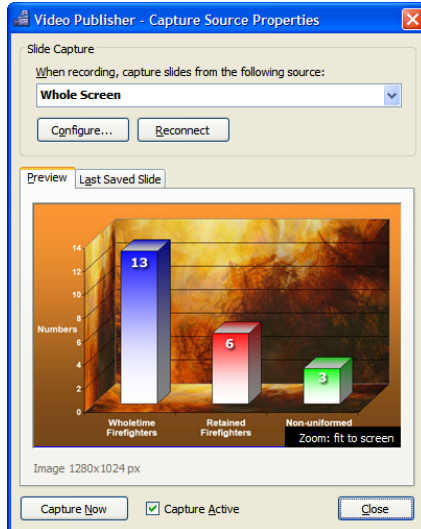 Video Publisher - Capture Source Properties
Slide Capture
When recording, capture slides from the following source:
Whole Screen
Configure...
Reconnect
Preview
Last Saved Slide
14
12
10
8
6
4
2
0
Numbers
13
6
3
Wholetime
Firefighters
Retained
Firefighters
Non-uniformed
Zoom: fit to screen
Image 1280x1024 px
Capture Now
Capture Active
Close